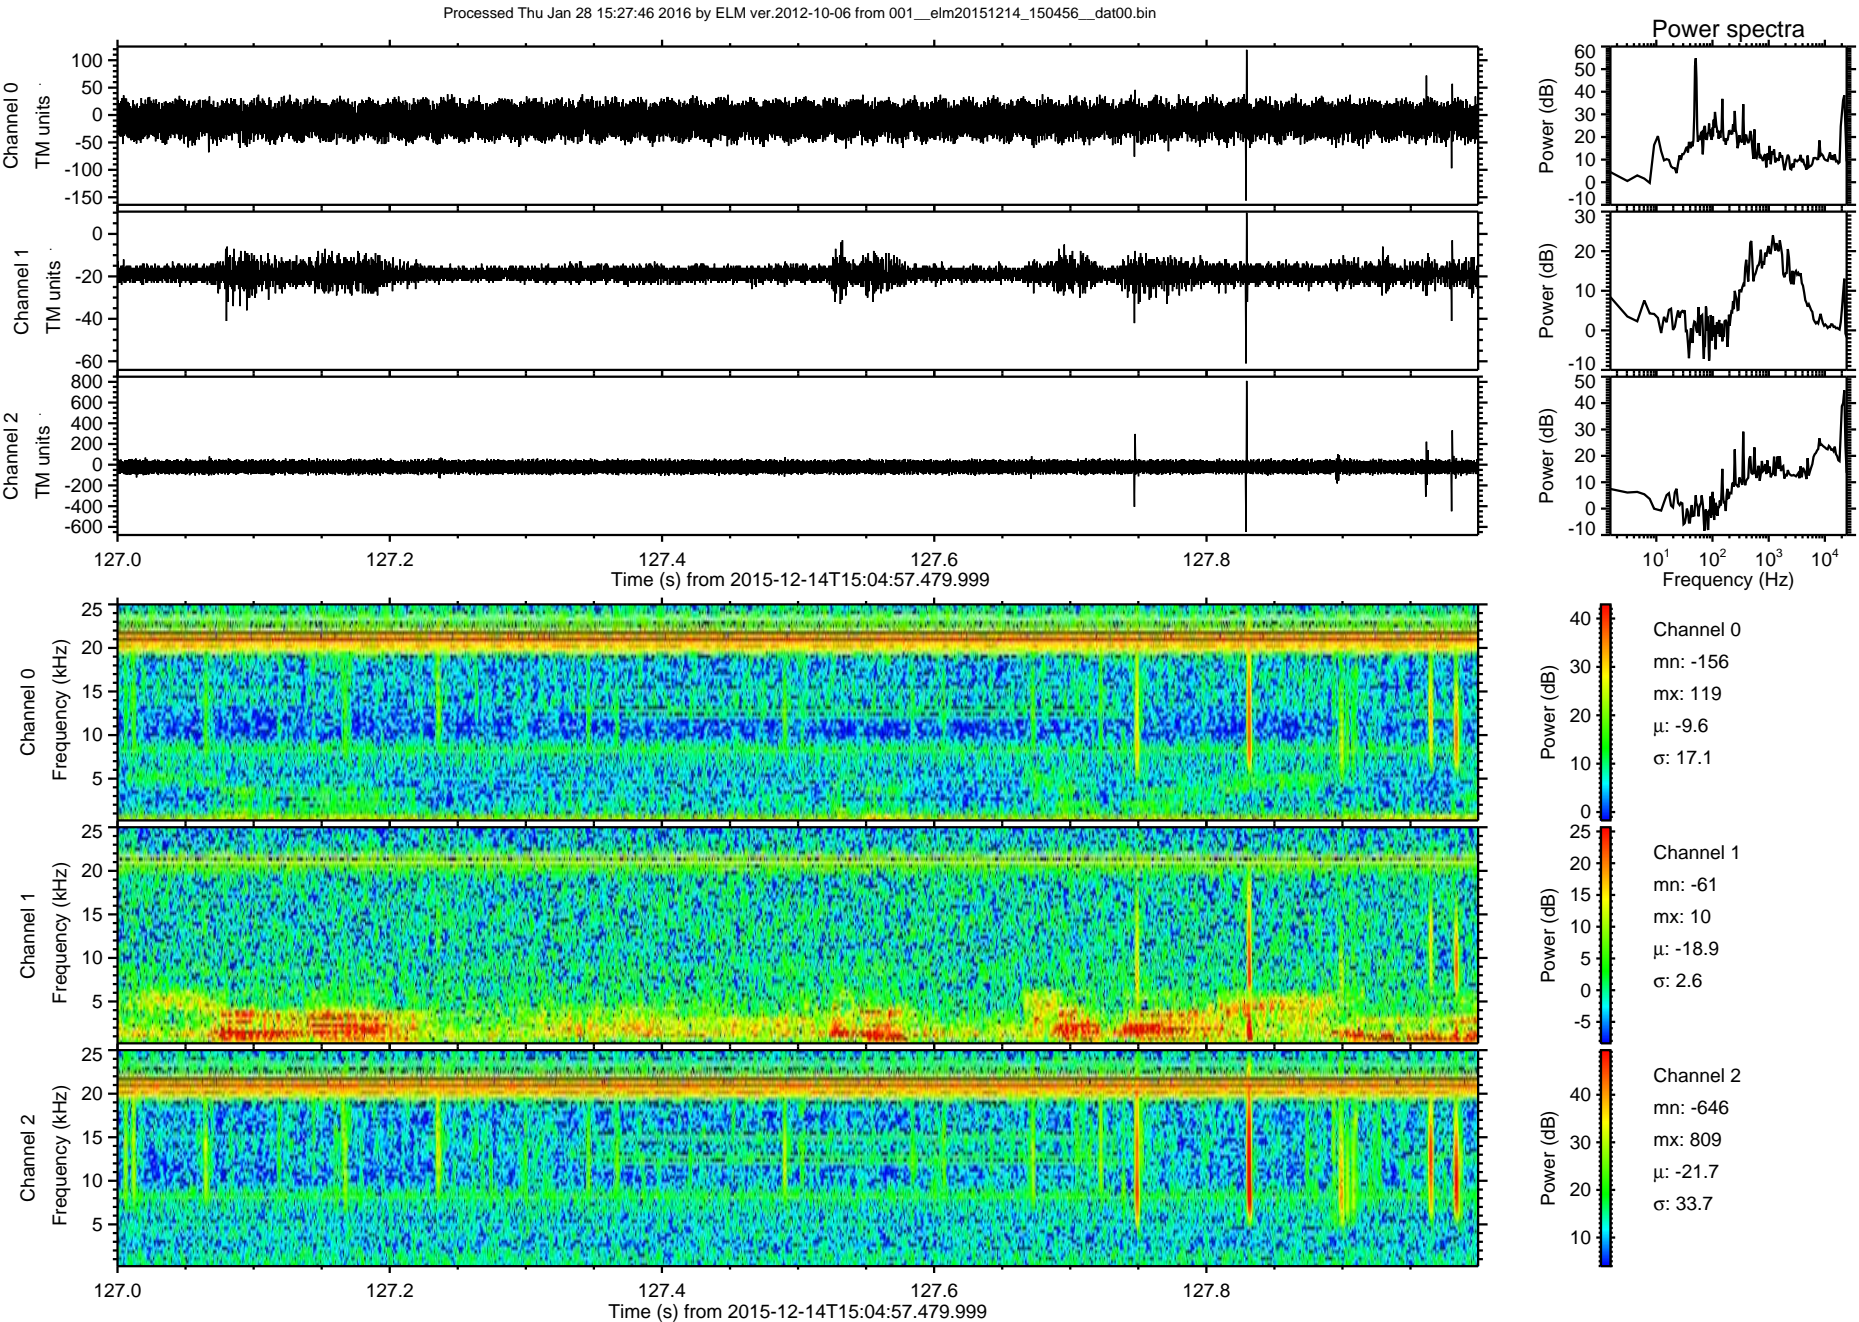 Processed Thu Jan 28 15:27:46 2016 by ELM ver.2012-10-06 from 001__elm20151214_150456__dat00.bin
Power spectra
Channel 0
TM units
100
50
0
-50
-100
-150
Power (dB)
60
50
40
30
20
10
0
-10
Channel 1
TM units
0
-20
-40
-60
Power (dB)
30
20
10
0
-10
Channel 2
TM units
800
600
400
200
0
-200
-400
-600
Power (dB)
50
40
30
20
10
0
-10
127.0 127.2 127.4 127.6 127.8
Time (s) from 2015-12-14T15:04:57.479.999
10¹ 10² 10³ 10⁴
Frequency (Hz)
Channel 0
Frequency (kHz)
25
20
15
10
5
Power (dB)
40
30
20
10
0
Channel 0
mn: -156
mx: 119
μ: -9.6
σ: 17.1
Channel 1
Frequency (kHz)
25
20
15
10
5
Power (dB)
25
20
15
10
5
0
-5
Channel 1
mn: -61
mx: 10
μ: -18.9
σ: 2.6
Channel 2
Frequency (kHz)
25
20
15
10
5
Power (dB)
40
30
20
10
Channel 2
mn: -646
mx: 809
μ: -21.7
σ: 33.7
127.0 127.2 127.4 127.6 127.8
Time (s) from 2015-12-14T15:04:57.479.999